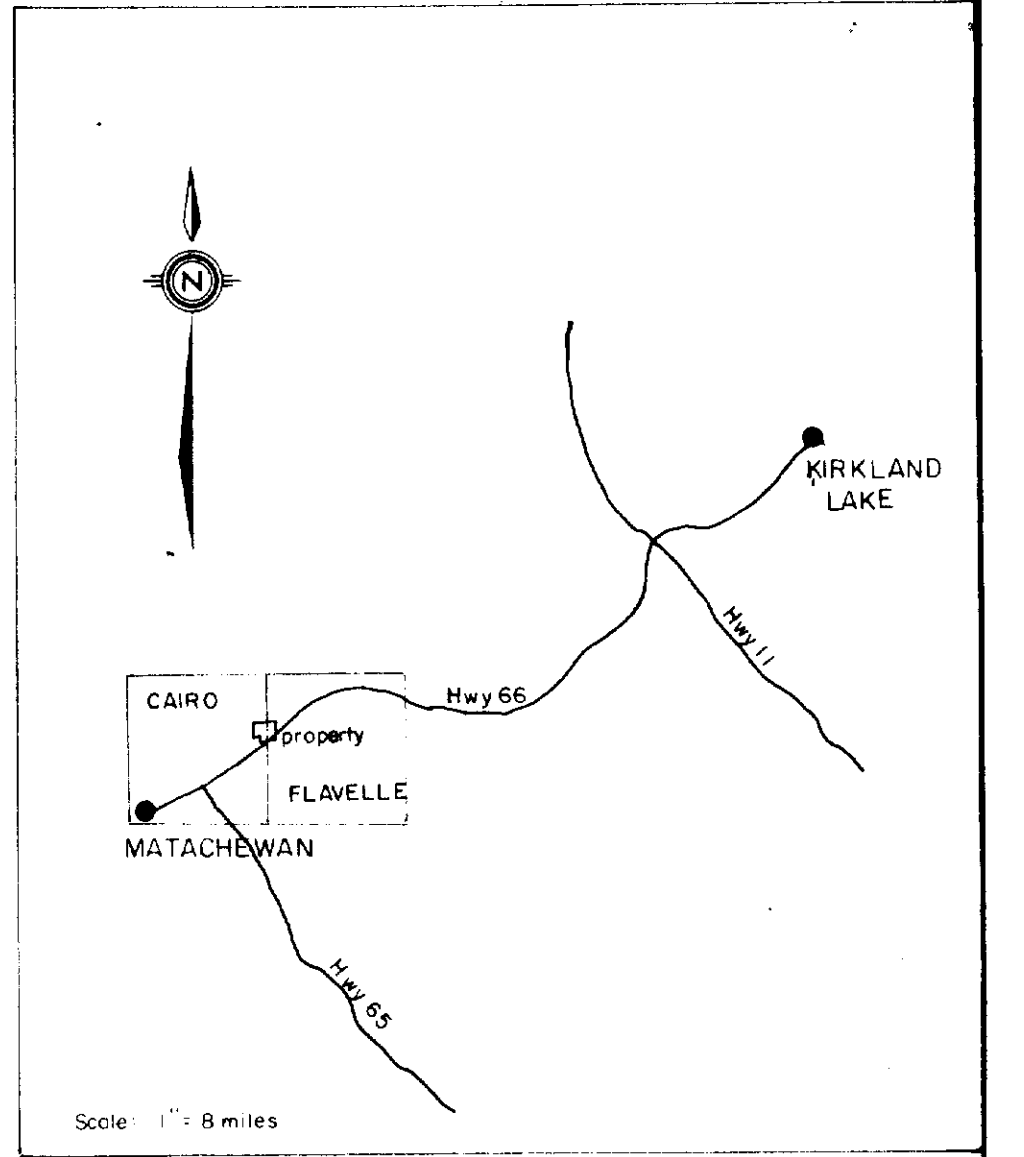 N
KIRKLAND
LAKE
Hwy 11
Hwy 66
CAIRO
property
FLAVELLE
MATACHEWAN
Hwy 65
Scale: 1" = 8 miles